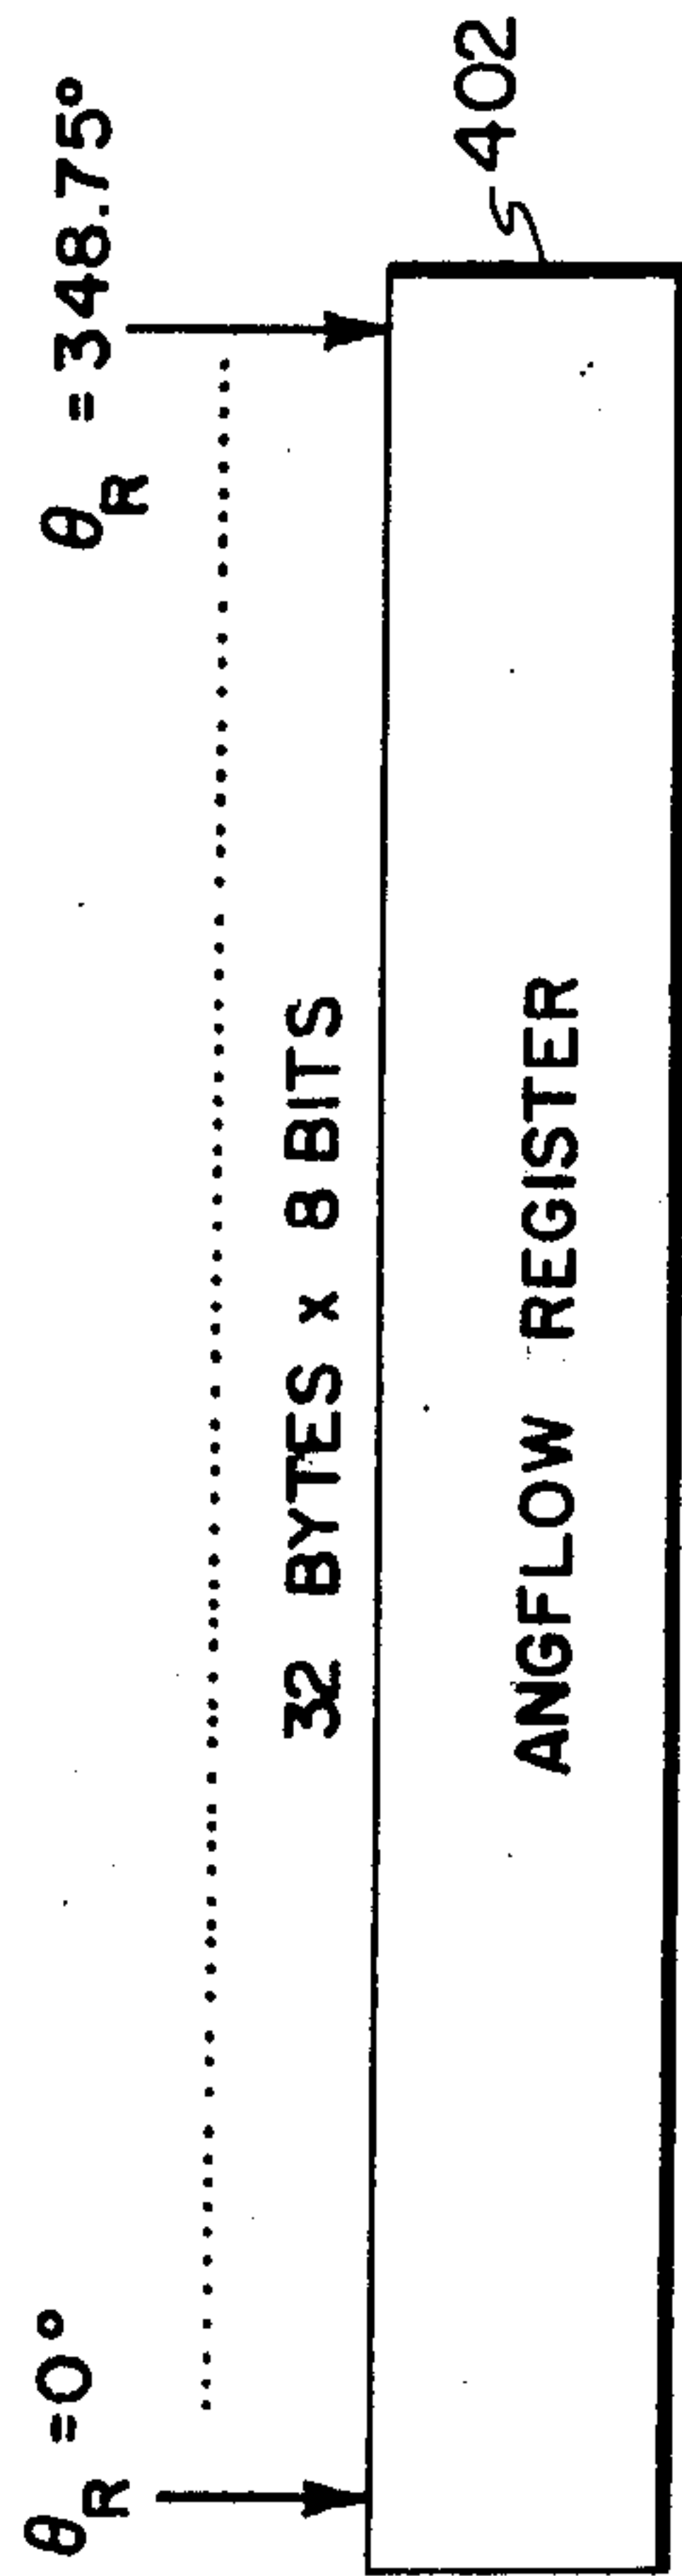 θR =0°
θR =348.75°
32 BYTES x 8 BITS
ANGFLOW REGISTER
402